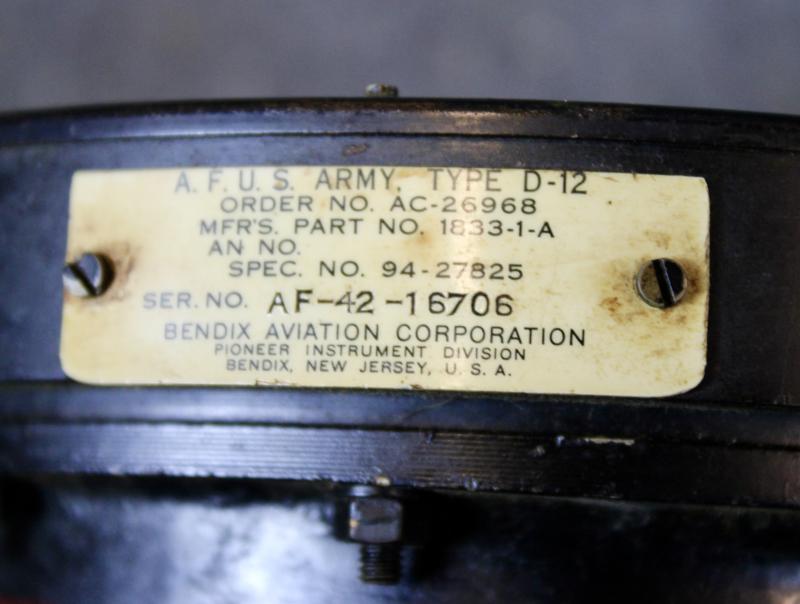 A. F. U. S. ARMY, TYPE D-12
ORDER NO. AC-26968
MFR'S. PART NO. 1833-1-A
AN NO.
SPEC. NO. 94-27825
SER. NO. AF-42-16706
BENDIX AVIATION CORPORATION
PIONEER INSTRUMENT DIVISION
BENDIX, NEW JERSEY, U. S. A.